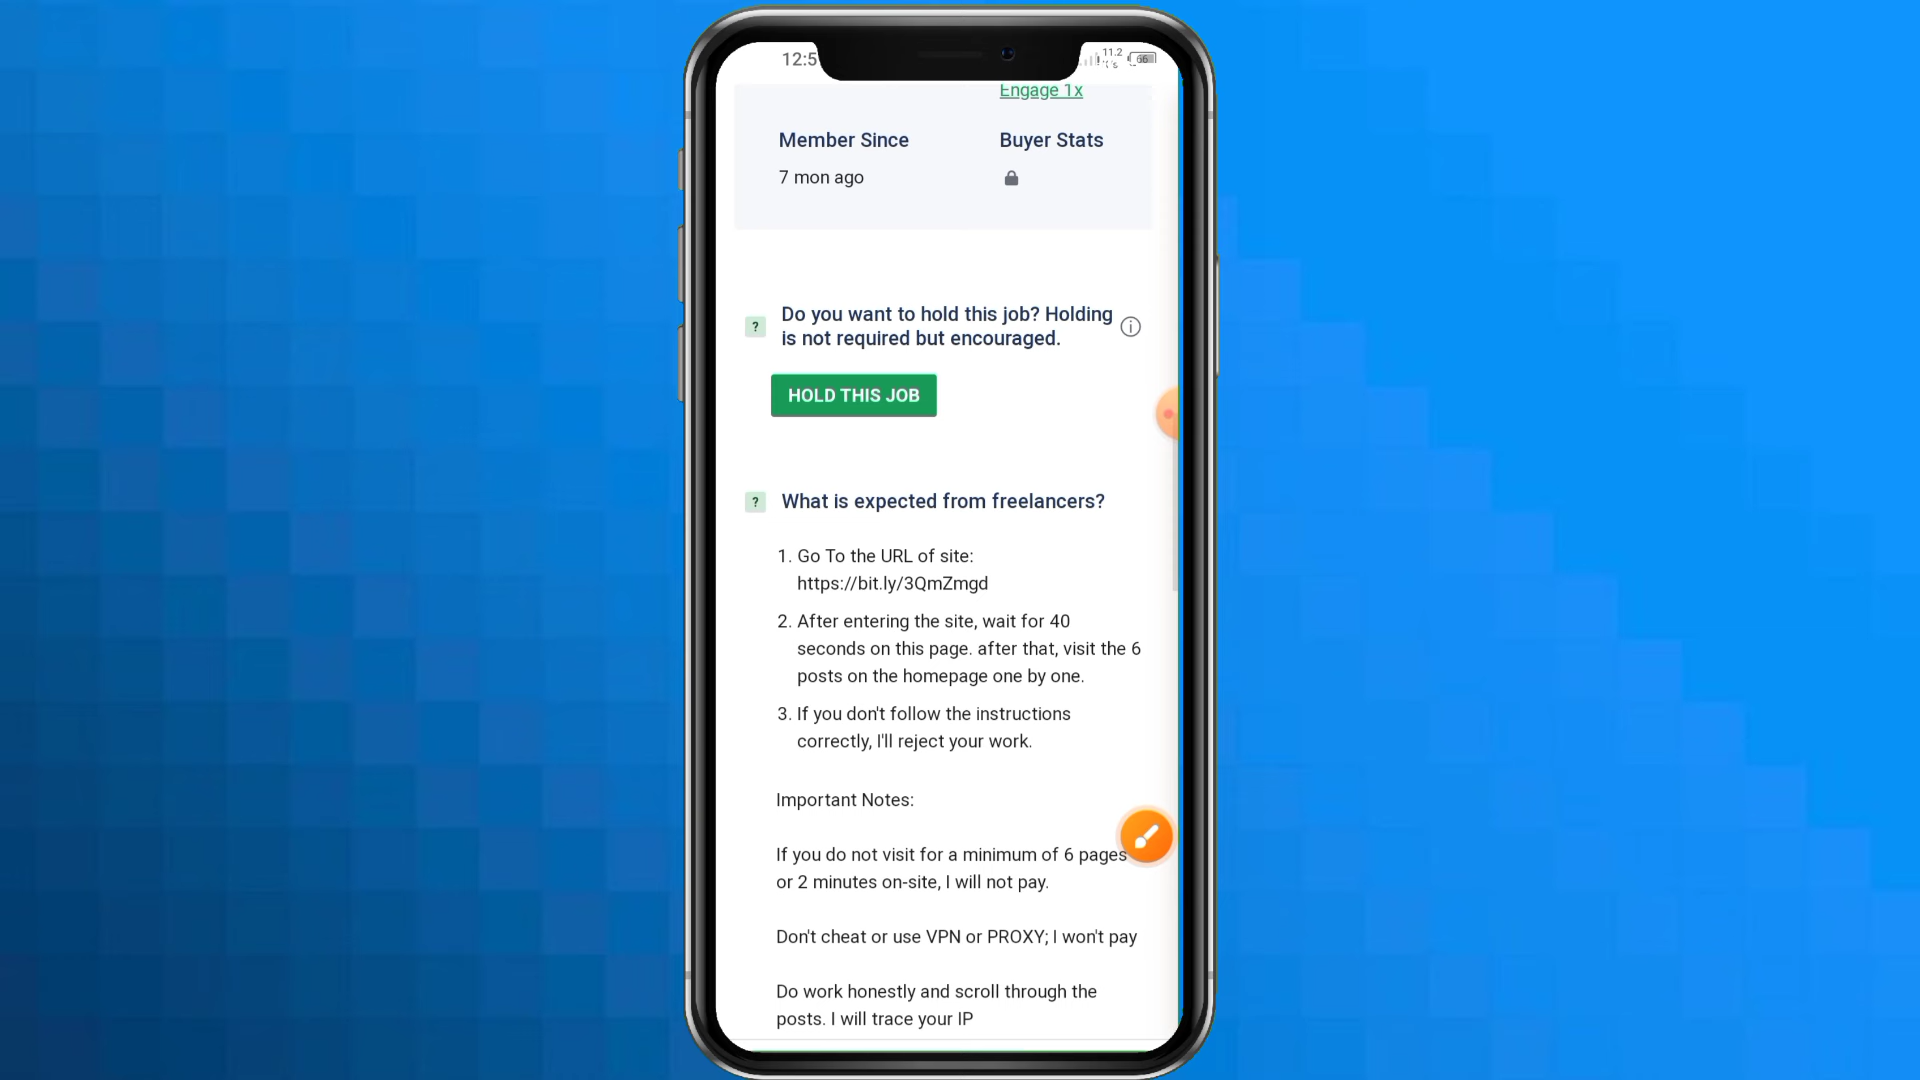 12:5
11.2
66
Engage 1x
Member Since
Buyer Stats
7 mon ago
? Do you want to hold this job? Holding
is not required but encouraged.
HOLD THIS JOB
? What is expected from freelancers?
1. Go To the URL of site:
https://bit.ly/3QmZmgd
2. After entering the site, wait for 40
seconds on this page. after that, visit the 6
posts on the homepage one by one.
3. If you don't follow the instructions
correctly, I'll reject your work.
Important Notes:
If you do not visit for a minimum of 6 pages
or 2 minutes on-site, I will not pay.
Don't cheat or use VPN or PROXY; I won't pay
Do work honestly and scroll through the
posts. I will trace your IP